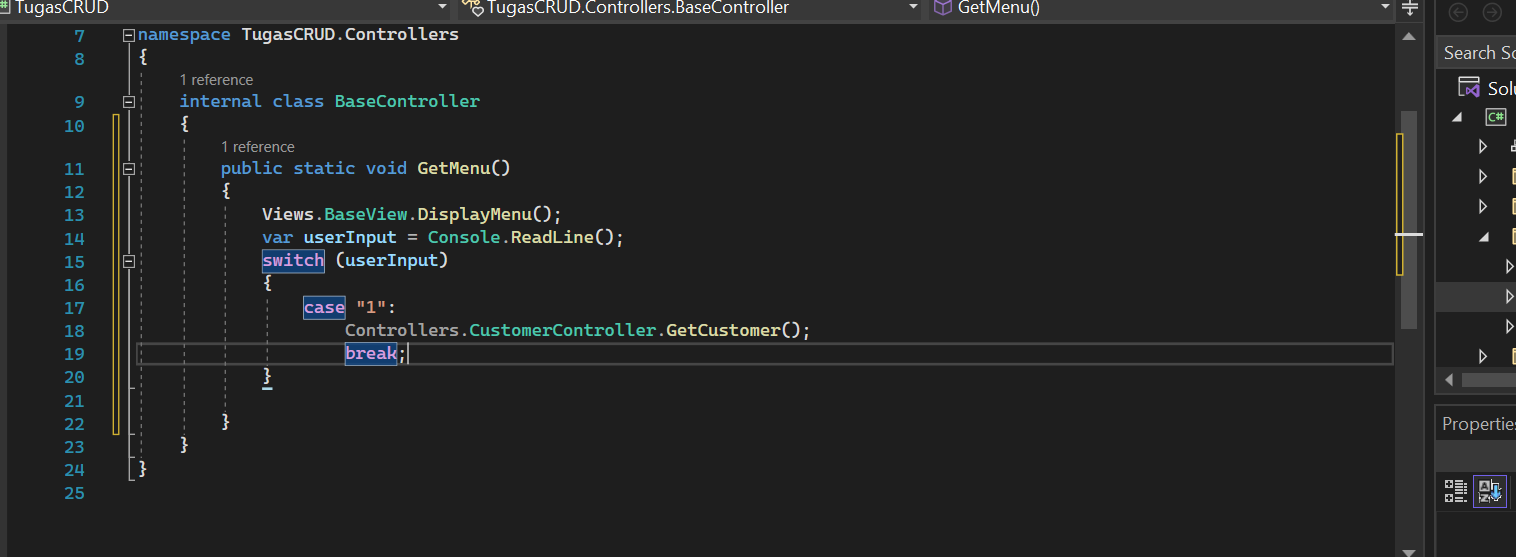 TugasCRUD
TugasCRUD.Controllers.BaseController
GetMenu()
7 namespace TugasCRUD.Controllers
8 {
1 reference
9 internal class BaseController
10 {
1 reference
11 public static void GetMenu()
12 {
13 Views.BaseView.DisplayMenu();
14 var userInput = Console.ReadLine();
15 switch (userInput)
16 {
17 case "1":
18 Controllers.CustomerController.GetCustomer();
19 break;
20 }
21
22 }
23 }
24 }
25
Search So
Solu
C#
Properties